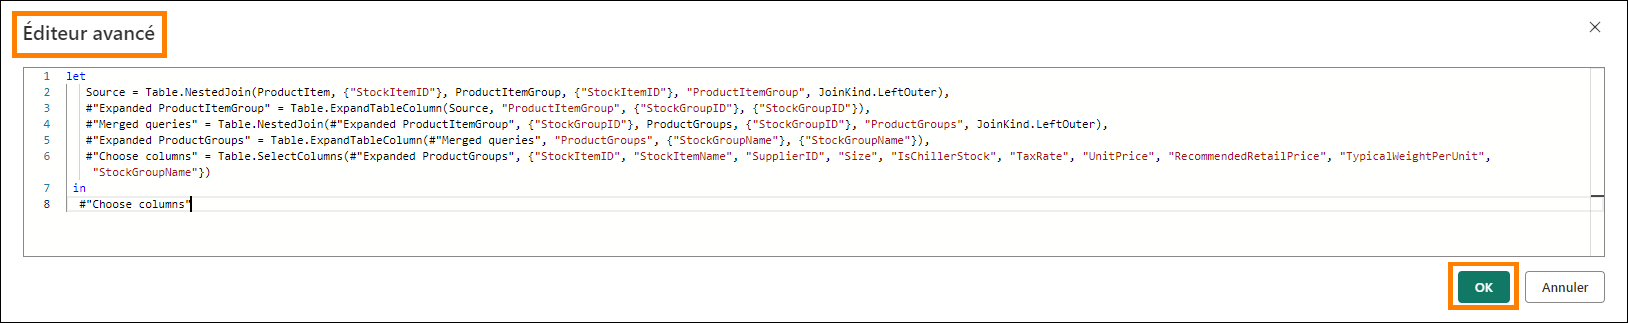 Éditeur avancé
1 let
2 Source = Table.NestedJoin(ProductItem, {"StockItemID"}, ProductItemGroup, {"StockItemID"}, "ProductItemGroup", JoinKind.LeftOuter),
3 #"Expanded ProductItemGroup" = Table.ExpandTableColumn(Source, "ProductItemGroup", {"StockGroupID"}, {"StockGroupID"}),
4 #"Merged queries" = Table.NestedJoin(#"Expanded ProductItemGroup", {"StockGroupID"}, ProductGroups, {"StockGroupID"}, "ProductGroups", JoinKind.LeftOuter),
5 #"Expanded ProductGroups" = Table.ExpandTableColumn(#"Merged queries", "ProductGroups", {"StockGroupName"}, {"StockGroupName"}),
6 #"Choose columns" = Table.SelectColumns(#"Expanded ProductGroups", {"StockItemID", "StockItemName", "SupplierID", "Size", "IsChillerStock", "TaxRate", "UnitPrice", "RecommendedRetailPrice", "TypicalWeightPerUnit",
"StockGroupName"})
7 in
8 #"Choose columns"
OK
Annuler